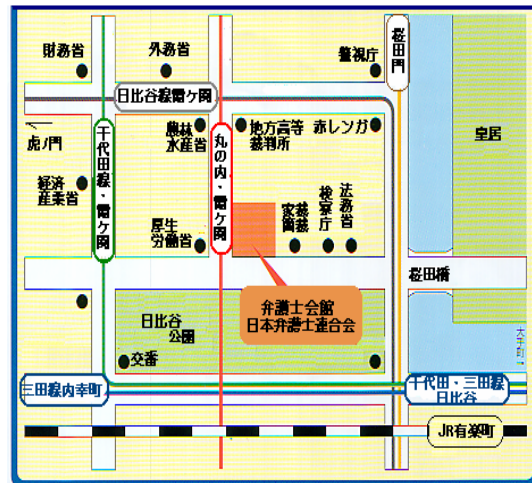 財務省
外務省
警視庁
桜田門
日比谷線霞ケ関
虎ノ門
農林
水産省
地方高等
裁判所
赤レンガ
皇居
千代田線・霞ケ関
丸の内・霞ケ関
経済
産業省
厚生
労働省
家裁
簡裁
検察庁
法務省
桜田橋
弁護士会館
日本弁護士連合会
日比谷
公園
大手町
交番
三田線内幸町
千代田・三田線
日比谷
JR有楽町